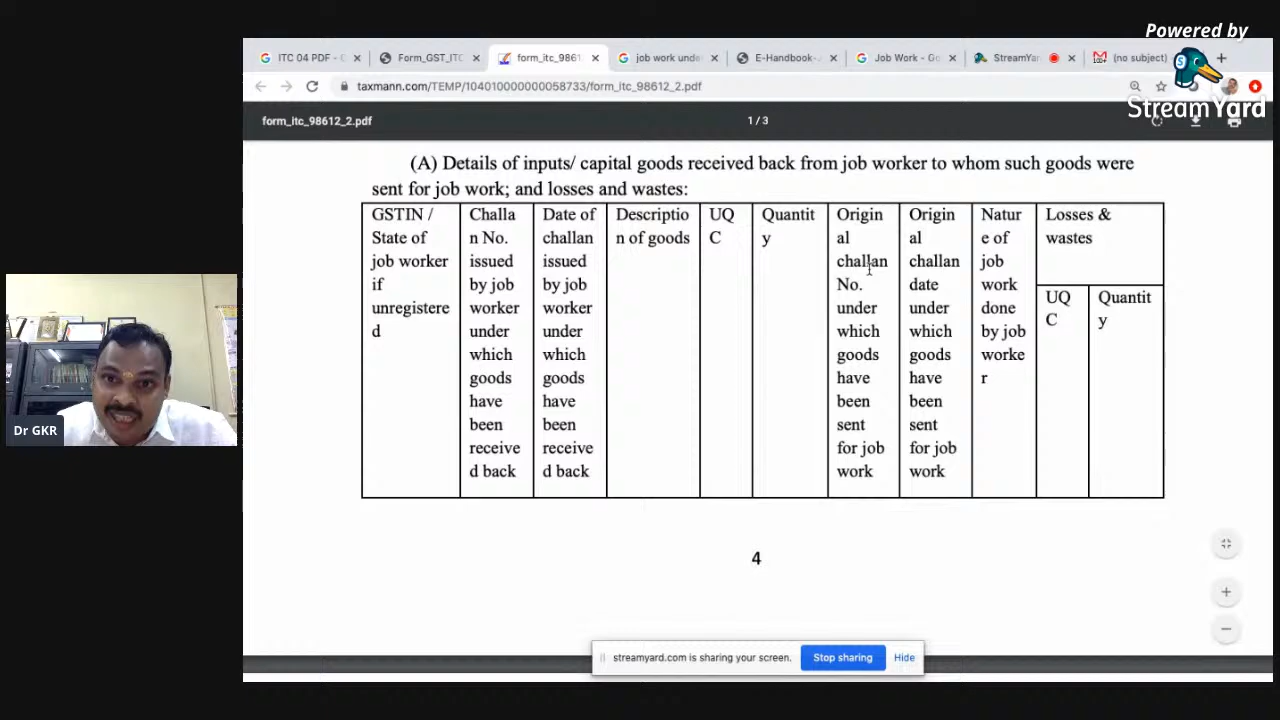 Powered by
StreamYard
ITC 04 PDF - G
Form_GST_ITC
form_itc_9861
job work unde
E-Handbook-
Job Work - Go
StreamYar
(no subject)
taxmann.com/TEMP/104010000000058733/form_itc_98612_2.pdf
form_itc_98612_2.pdf
1 / 3
(A) Details of inputs/ capital goods received back from job worker to whom such goods were
sent for job work; and losses and wastes:
GSTIN /
State of
job worker
if
unregistere
d
Challa
n No.
issued
by job
worker
under
which
goods
have
been
receive
d back
Date of
challan
issued
by job
worker
under
which
goods
have
been
receive
d back
Descriptio
n of goods
UQ
C
Quantit
y
Origin
al
challan
No.
under
which
goods
have
been
sent
for job
work
Origin
al
challan
date
under
which
goods
have
been
sent
for job
work
Natur
e of
job
work
done
by job
worke
r
Losses &
wastes
UQ
C
Quantit
y
4
Dr GKR
streamyard.com is sharing your screen.
Stop sharing
Hide